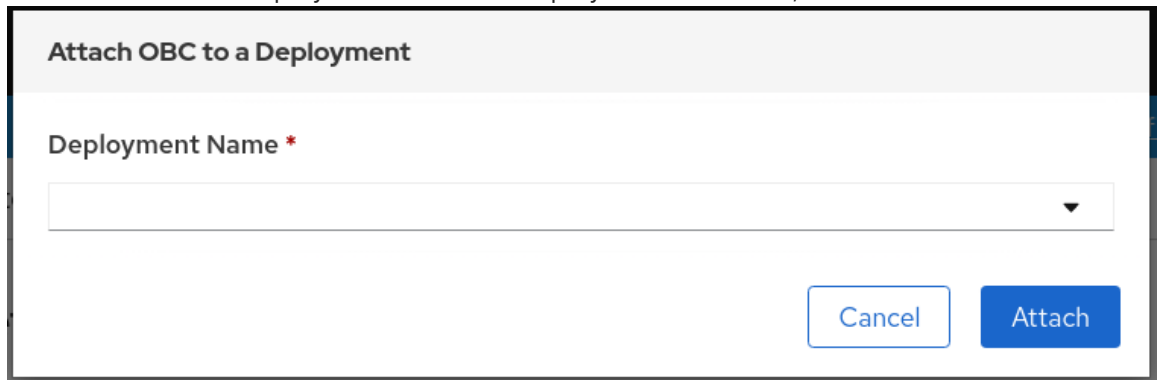 Attach OBC to a Deployment
Deployment Name *
Cancel
Attach